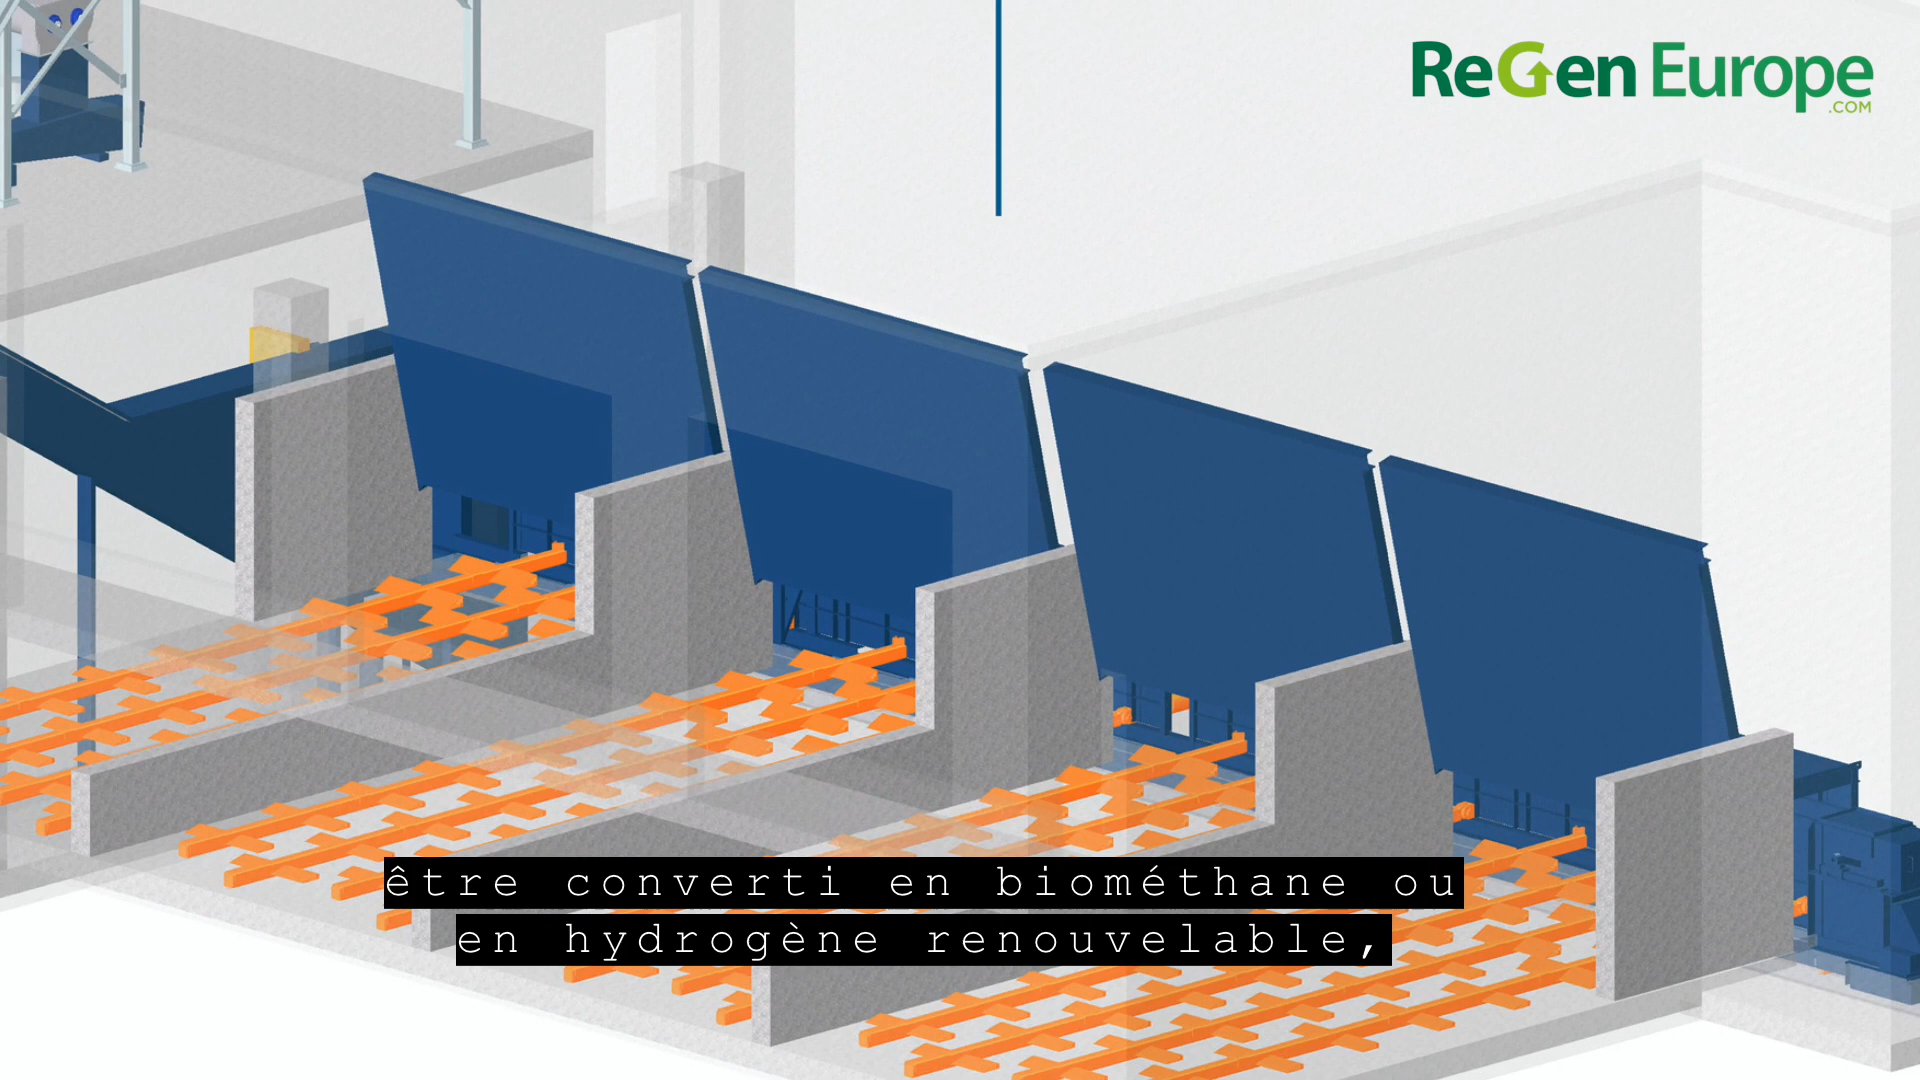 ReGen Europe
.COM
être converti en biométhane ou
en hydrogène renouvelable,